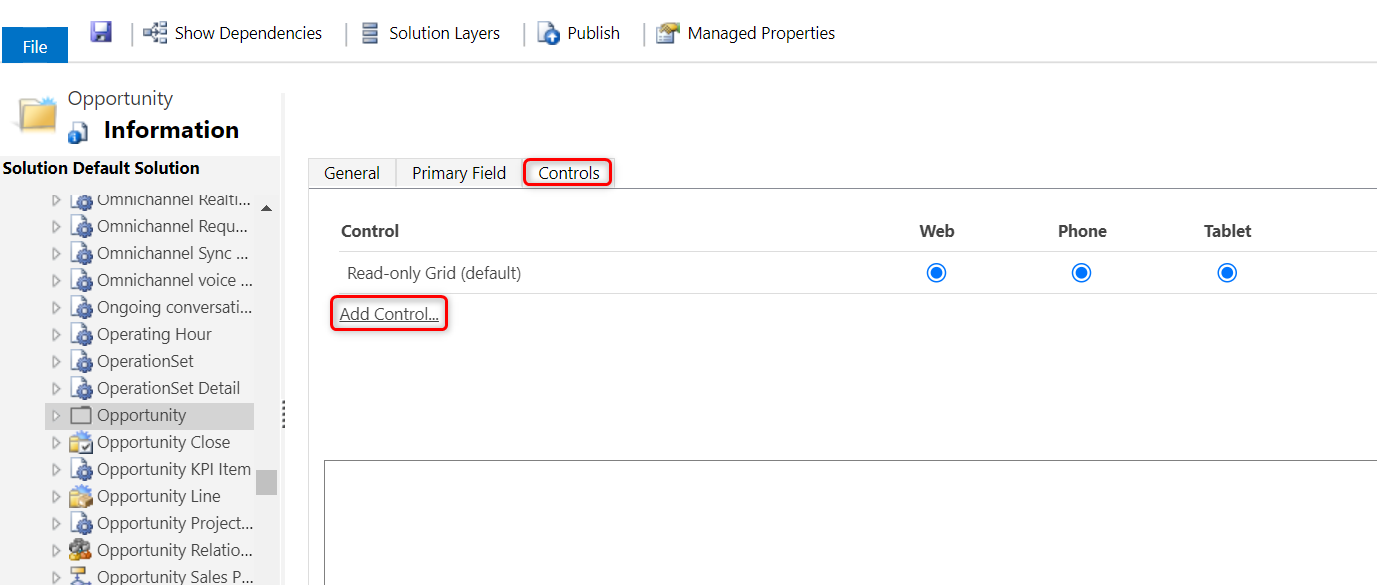 File Show Dependencies Solution Layers Publish Managed Properties
Opportunity
Information
Solution Default Solution
Omnichannel Realti...
Omnichannel Requ...
Omnichannel Sync ...
Omnichannel voice ...
Ongoing conversati...
Operating Hour
OperationSet
OperationSet Detail
Opportunity
Opportunity Close
Opportunity KPI Item
Opportunity Line
Opportunity Project...
Opportunity Relatio...
Opportunity Sales P...
General Primary Field Controls
Control Web Phone Tablet
Read-only Grid (default)
Add Control...